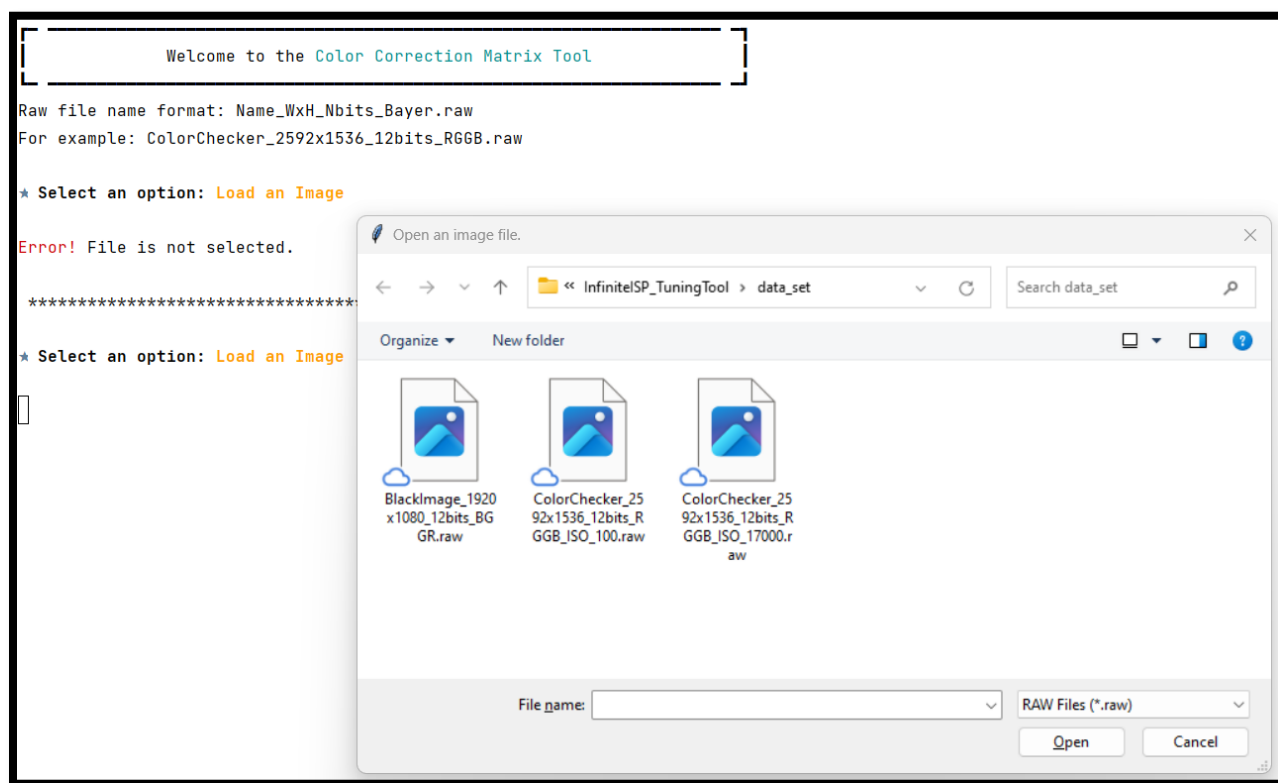 Welcome to the Color Correction Matrix Tool
Raw file name format: Name_WxH_Nbits_Bayer.raw
For example: ColorChecker_2592x1536_12bits_RGGB.raw
★ Select an option: Load an Image
Error! File is not selected.
**********************************
★ Select an option: Load an Image
Open an image file.
« InfiniteISP_TuningTool › data_set
Search data_set
Organize
New folder
?
BlackImage_1920
x1080_12bits_BG
GR.raw
ColorChecker_25
92x1536_12bits_R
GGB_ISO_100.raw
ColorChecker_25
92x1536_12bits_R
GGB_ISO_17000.r
aw
File name:
RAW Files (*.raw)
Open
Cancel